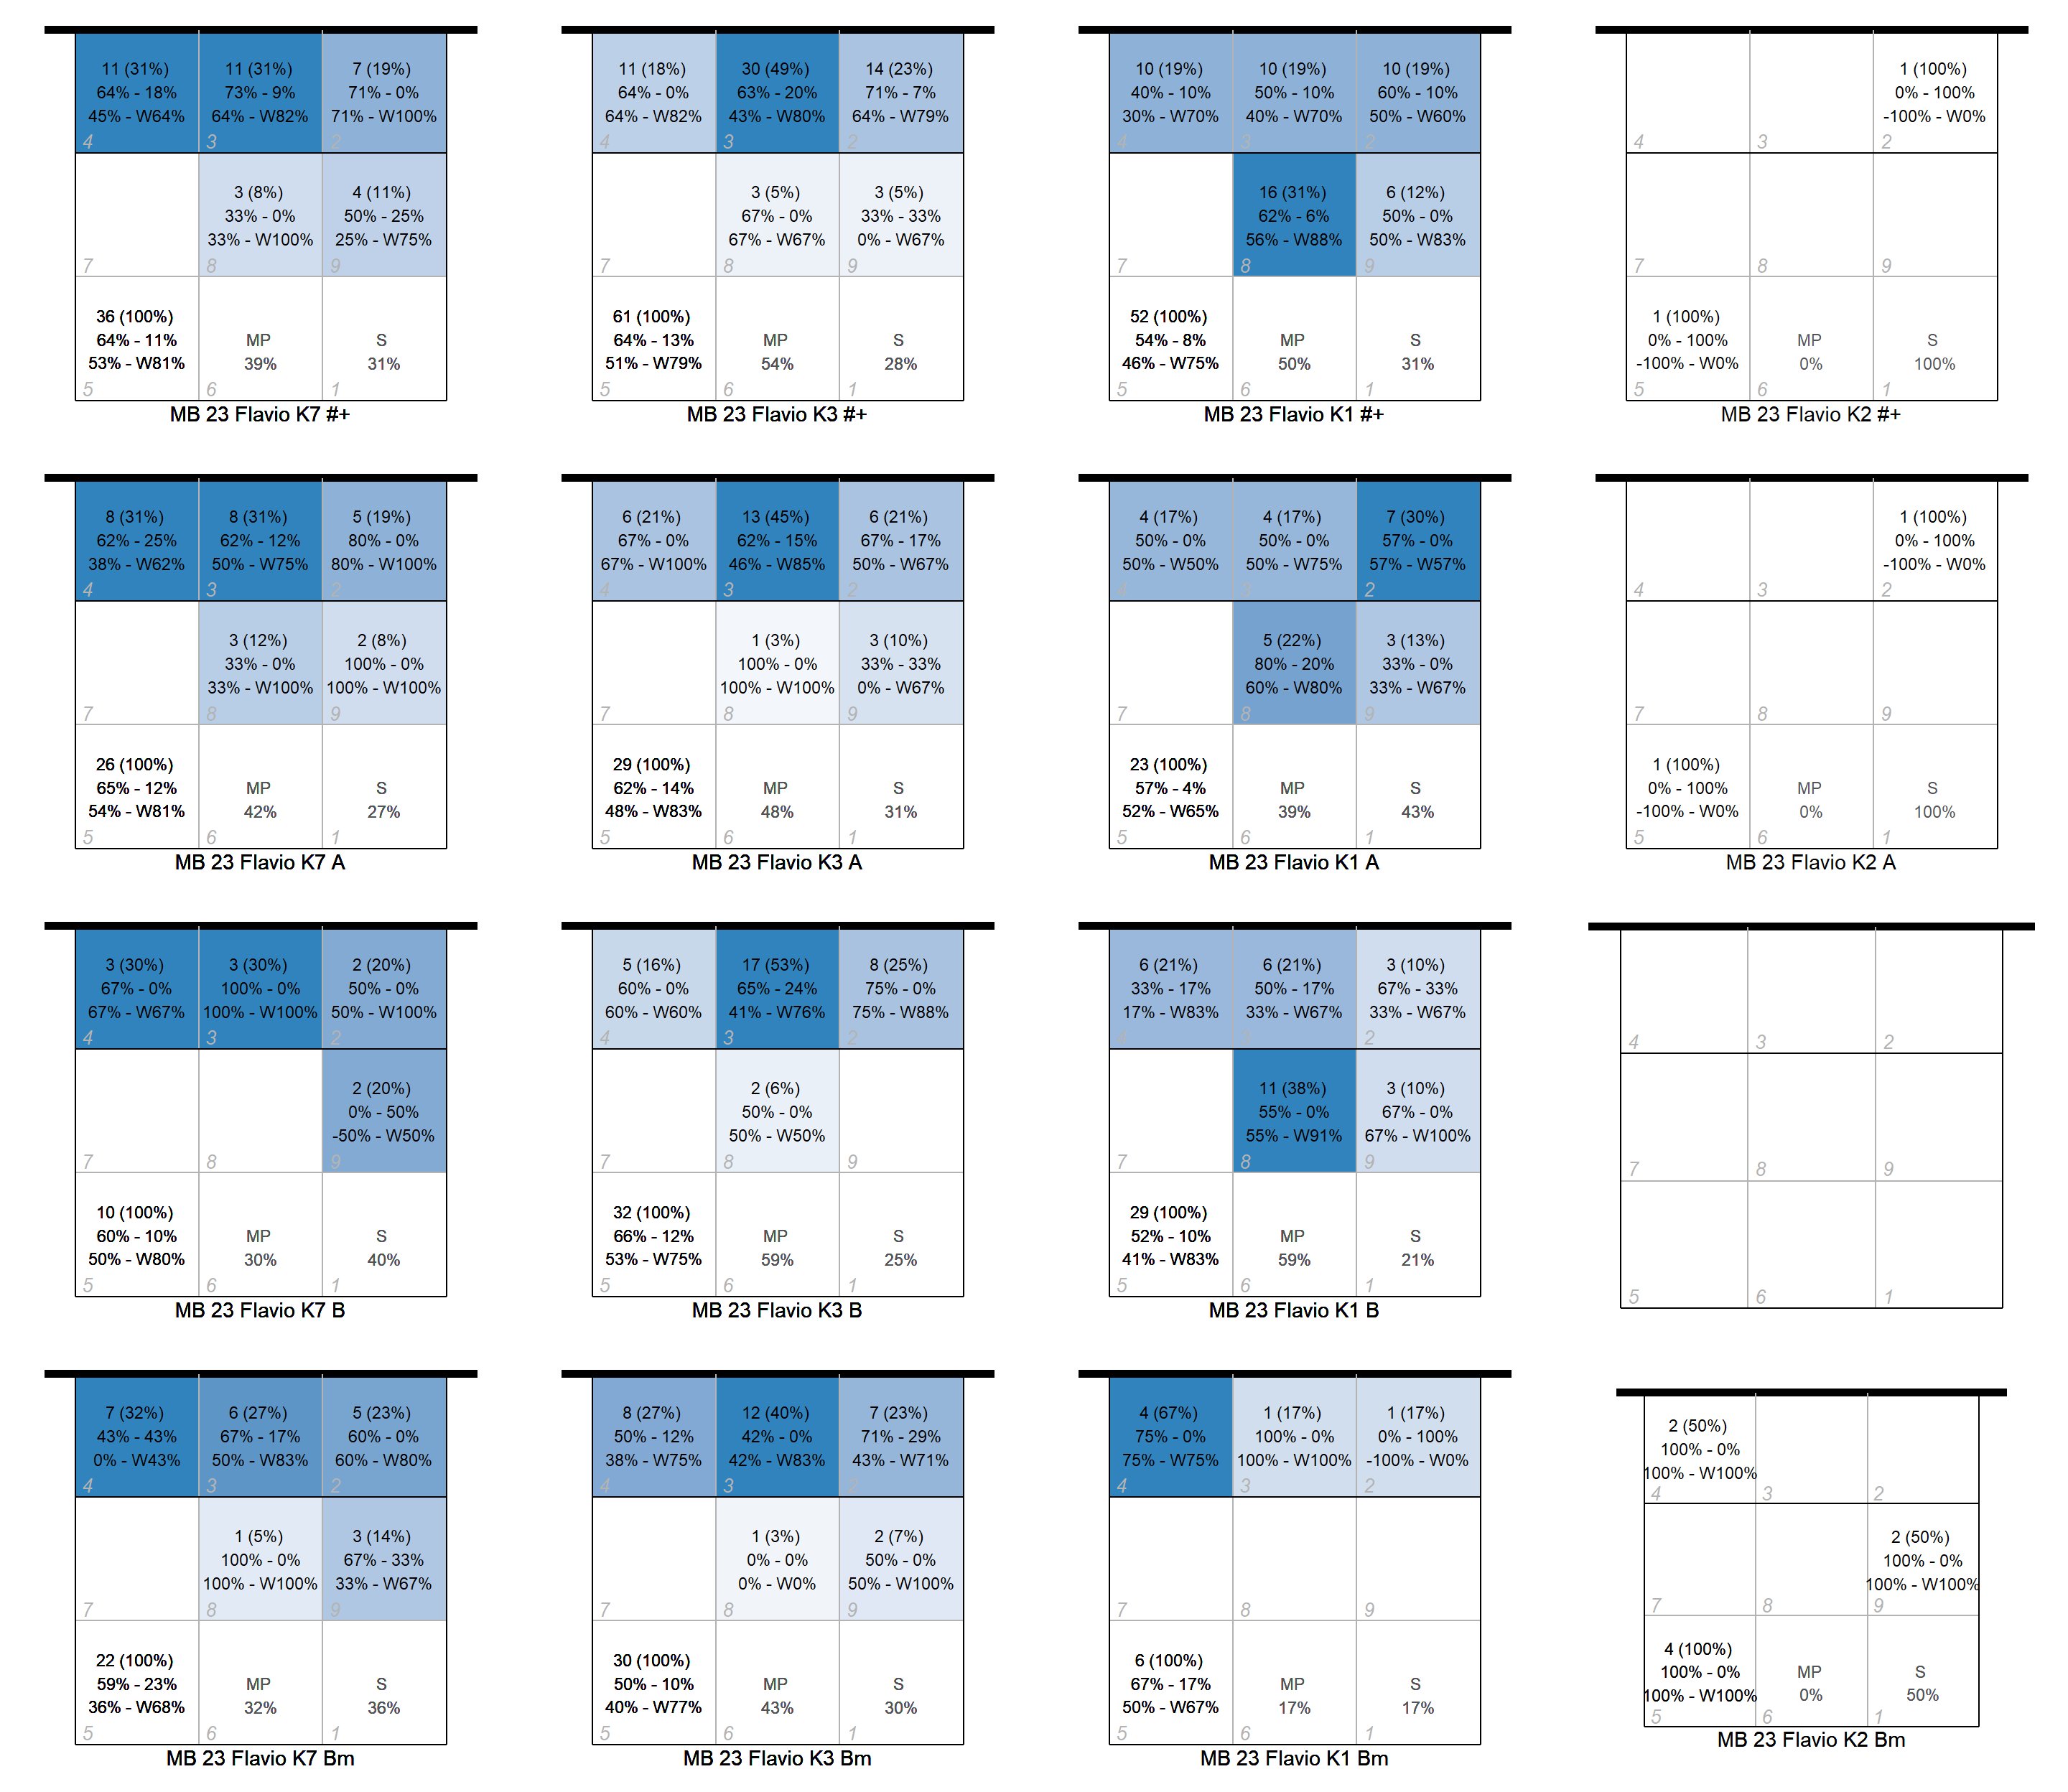 11 (31%)
64% - 18%
45% - W64%
4
11 (31%)
73% - 9%
64% - W82%
3
7 (19%)
71% - 0%
71% - W100%
2
7
3 (8%)
33% - 0%
33% - W100%
8
4 (11%)
50% - 25%
25% - W75%
9
36 (100%)
64% - 11%
53% - W81%
5
MP
39%
6
S
31%
1
MB 23 Flavio K7 #+
11 (18%)
64% - 0%
64% - W82%
4
30 (49%)
63% - 20%
43% - W80%
3
14 (23%)
71% - 7%
64% - W79%
2
7
3 (5%)
67% - 0%
67% - W67%
8
3 (5%)
33% - 33%
0% - W67%
9
61 (100%)
64% - 13%
51% - W79%
5
MP
54%
6
S
28%
1
MB 23 Flavio K3 #+
10 (19%)
40% - 10%
30% - W70%
4
10 (19%)
50% - 10%
40% - W70%
3
10 (19%)
60% - 10%
50% - W60%
2
7
16 (31%)
62% - 6%
56% - W88%
8
6 (12%)
50% - 0%
50% - W83%
9
52 (100%)
54% - 8%
46% - W75%
5
MP
50%
6
S
31%
1
MB 23 Flavio K1 #+
4
3
1 (100%)
0% - 100%
-100% - W0%
2
7
8
9
1 (100%)
0% - 100%
-100% - W0%
5
MP
0%
6
S
100%
1
MB 23 Flavio K2 #+
8 (31%)
62% - 25%
38% - W62%
4
8 (31%)
62% - 12%
50% - W75%
3
5 (19%)
80% - 0%
80% - W100%
2
7
3 (12%)
33% - 0%
33% - W100%
8
2 (8%)
100% - 0%
100% - W100%
9
26 (100%)
65% - 12%
54% - W81%
5
MP
42%
6
S
27%
1
MB 23 Flavio K7 A
6 (21%)
67% - 0%
67% - W100%
4
13 (45%)
62% - 15%
46% - W85%
3
6 (21%)
67% - 17%
50% - W67%
2
7
1 (3%)
100% - 0%
100% - W100%
8
3 (10%)
33% - 33%
0% - W67%
9
29 (100%)
62% - 14%
48% - W83%
5
MP
48%
6
S
31%
1
MB 23 Flavio K3 A
4 (17%)
50% - 0%
50% - W50%
4
4 (17%)
50% - 0%
50% - W75%
3
7 (30%)
57% - 0%
57% - W57%
2
7
5 (22%)
80% - 20%
60% - W80%
8
3 (13%)
33% - 0%
33% - W67%
9
23 (100%)
57% - 4%
52% - W65%
5
MP
39%
6
S
43%
1
MB 23 Flavio K1 A
4
3
1 (100%)
0% - 100%
-100% - W0%
2
7
8
9
1 (100%)
0% - 100%
-100% - W0%
5
MP
0%
6
S
100%
1
MB 23 Flavio K2 A
3 (30%)
67% - 0%
67% - W67%
4
3 (30%)
100% - 0%
100% - W100%
3
2 (20%)
50% - 0%
50% - W100%
2
7
8
2 (20%)
0% - 50%
-50% - W50%
9
10 (100%)
60% - 10%
50% - W80%
5
MP
30%
6
S
40%
1
MB 23 Flavio K7 B
5 (16%)
60% - 0%
60% - W60%
4
17 (53%)
65% - 24%
41% - W76%
3
8 (25%)
75% - 0%
75% - W88%
2
7
2 (6%)
50% - 0%
50% - W50%
8
9
32 (100%)
66% - 12%
53% - W75%
5
MP
59%
6
S
25%
1
MB 23 Flavio K3 B
6 (21%)
33% - 17%
17% - W83%
4
6 (21%)
50% - 17%
33% - W67%
3
3 (10%)
67% - 33%
33% - W67%
2
7
11 (38%)
55% - 0%
55% - W91%
8
3 (10%)
67% - 0%
67% - W100%
9
29 (100%)
52% - 10%
41% - W83%
5
MP
59%
6
S
21%
1
MB 23 Flavio K1 B
4
3
2
7
8
9
5
6
1
7 (32%)
43% - 43%
0% - W43%
4
6 (27%)
67% - 17%
50% - W83%
3
5 (23%)
60% - 0%
60% - W80%
2
7
1 (5%)
100% - 0%
100% - W100%
8
3 (14%)
67% - 33%
33% - W67%
9
22 (100%)
59% - 23%
36% - W68%
5
MP
32%
6
S
36%
1
MB 23 Flavio K7 Bm
8 (27%)
50% - 12%
38% - W75%
4
12 (40%)
42% - 0%
42% - W83%
3
7 (23%)
71% - 29%
43% - W71%
2
7
1 (3%)
0% - 0%
0% - W0%
8
2 (7%)
50% - 0%
50% - W100%
9
30 (100%)
50% - 10%
40% - W77%
5
MP
43%
6
S
30%
1
MB 23 Flavio K3 Bm
4 (67%)
75% - 0%
75% - W75%
4
1 (17%)
100% - 0%
100% - W100%
3
1 (17%)
0% - 100%
-100% - W0%
2
7
8
9
6 (100%)
67% - 17%
50% - W67%
5
MP
17%
6
S
17%
1
MB 23 Flavio K1 Bm
2 (50%)
100% - 0%
100% - W100%
4
3
2
7
8
2 (50%)
100% - 0%
100% - W100%
9
4 (100%)
100% - 0%
100% - W100%
5
MP
0%
6
S
50%
1
MB 23 Flavio K2 Bm